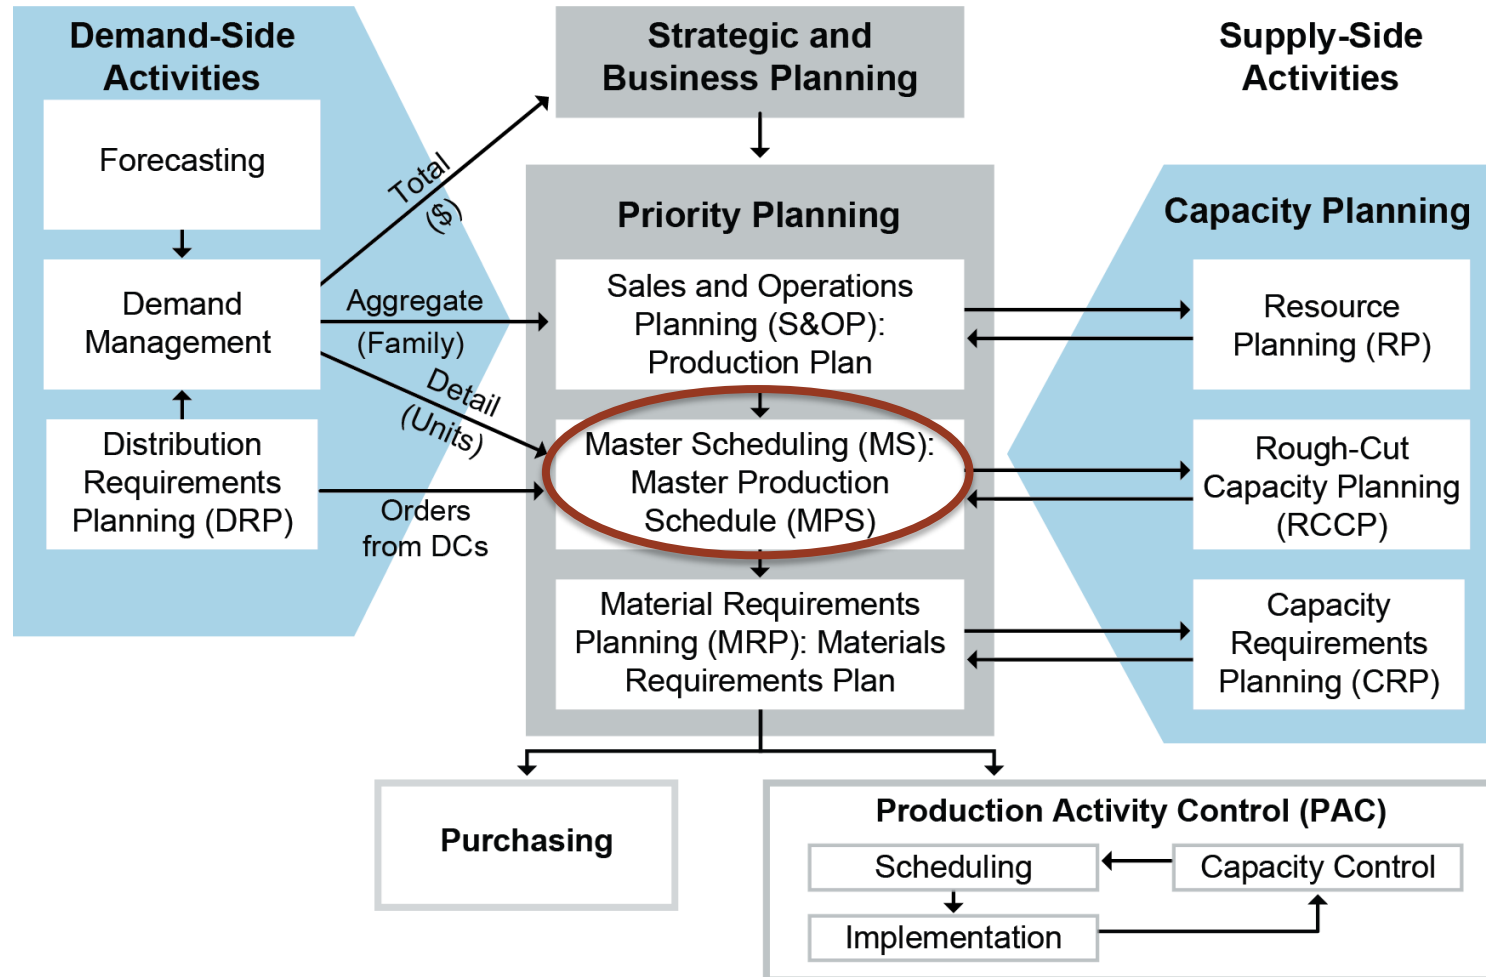 Demand-Side
Activities
Forecasting
Demand
Management
Distribution
Requirements
Planning (DRP)
Total
($)
Aggregate
(Family)
Detail
(Units)
Orders
from DCs
Strategic and
Business Planning
Priority Planning
Sales and Operations
Planning (S&OP):
Production Plan
Master Scheduling (MS):
Master Production
Schedule (MPS)
Material Requirements
Planning (MRP): Materials
Requirements Plan
Supply-Side
Activities
Capacity Planning
Resource
Planning (RP)
Rough-Cut
Capacity Planning
(RCCP)
Capacity
Requirements
Planning (CRP)
Purchasing
Production Activity Control (PAC)
Scheduling
Capacity Control
Implementation